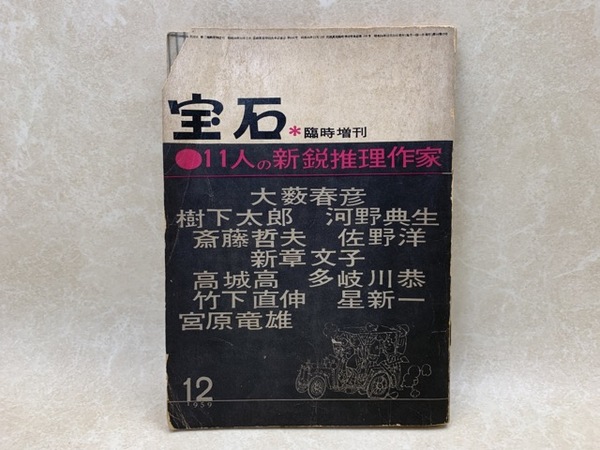 宝石*臨時増刊
●11人の新鋭推理作家
大藪春彦
樹下太郎 河野典生
斎藤哲夫 佐野洋
新章文子
高城高 多岐川恭
竹下直伸 星新一
宮原竜雄
12
1959